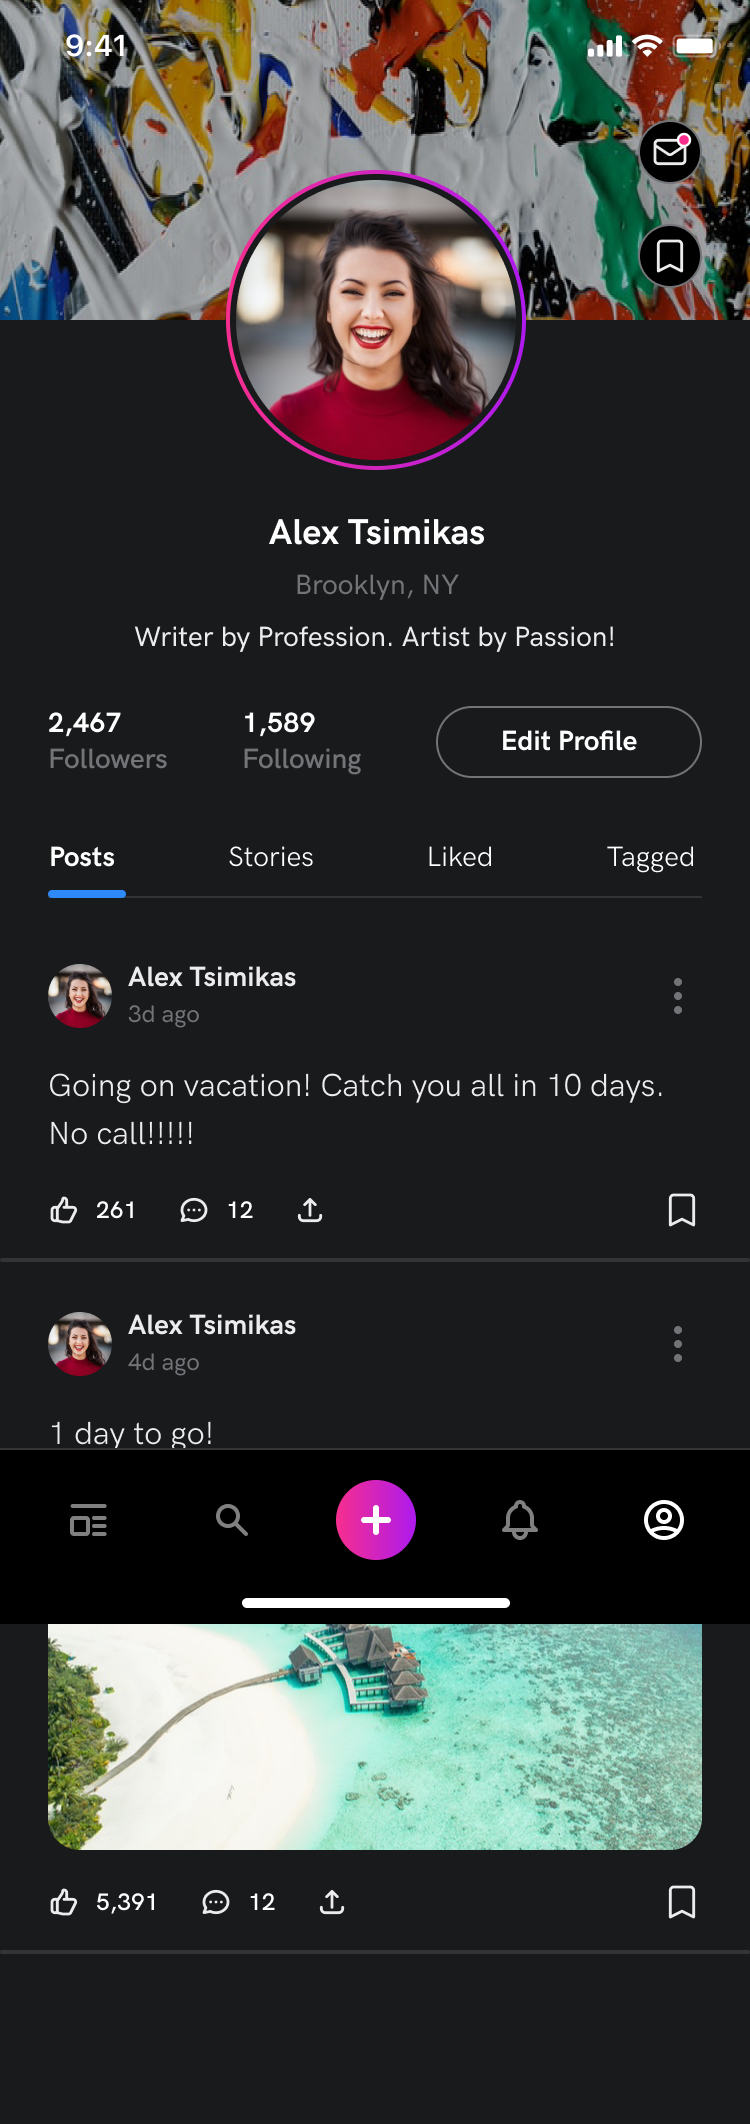 9:41
Alex Tsimikas
Brooklyn, NY
Writer by Profession. Artist by Passion!
2,467
Followers
1,589
Following
Edit Profile
Posts Stories Liked Tagged
Alex Tsimikas
3d ago
Going on vacation! Catch you all in 10 days.
No call!!!!!
261 12
Alex Tsimikas
4d ago
1 day to go!
5,391 12